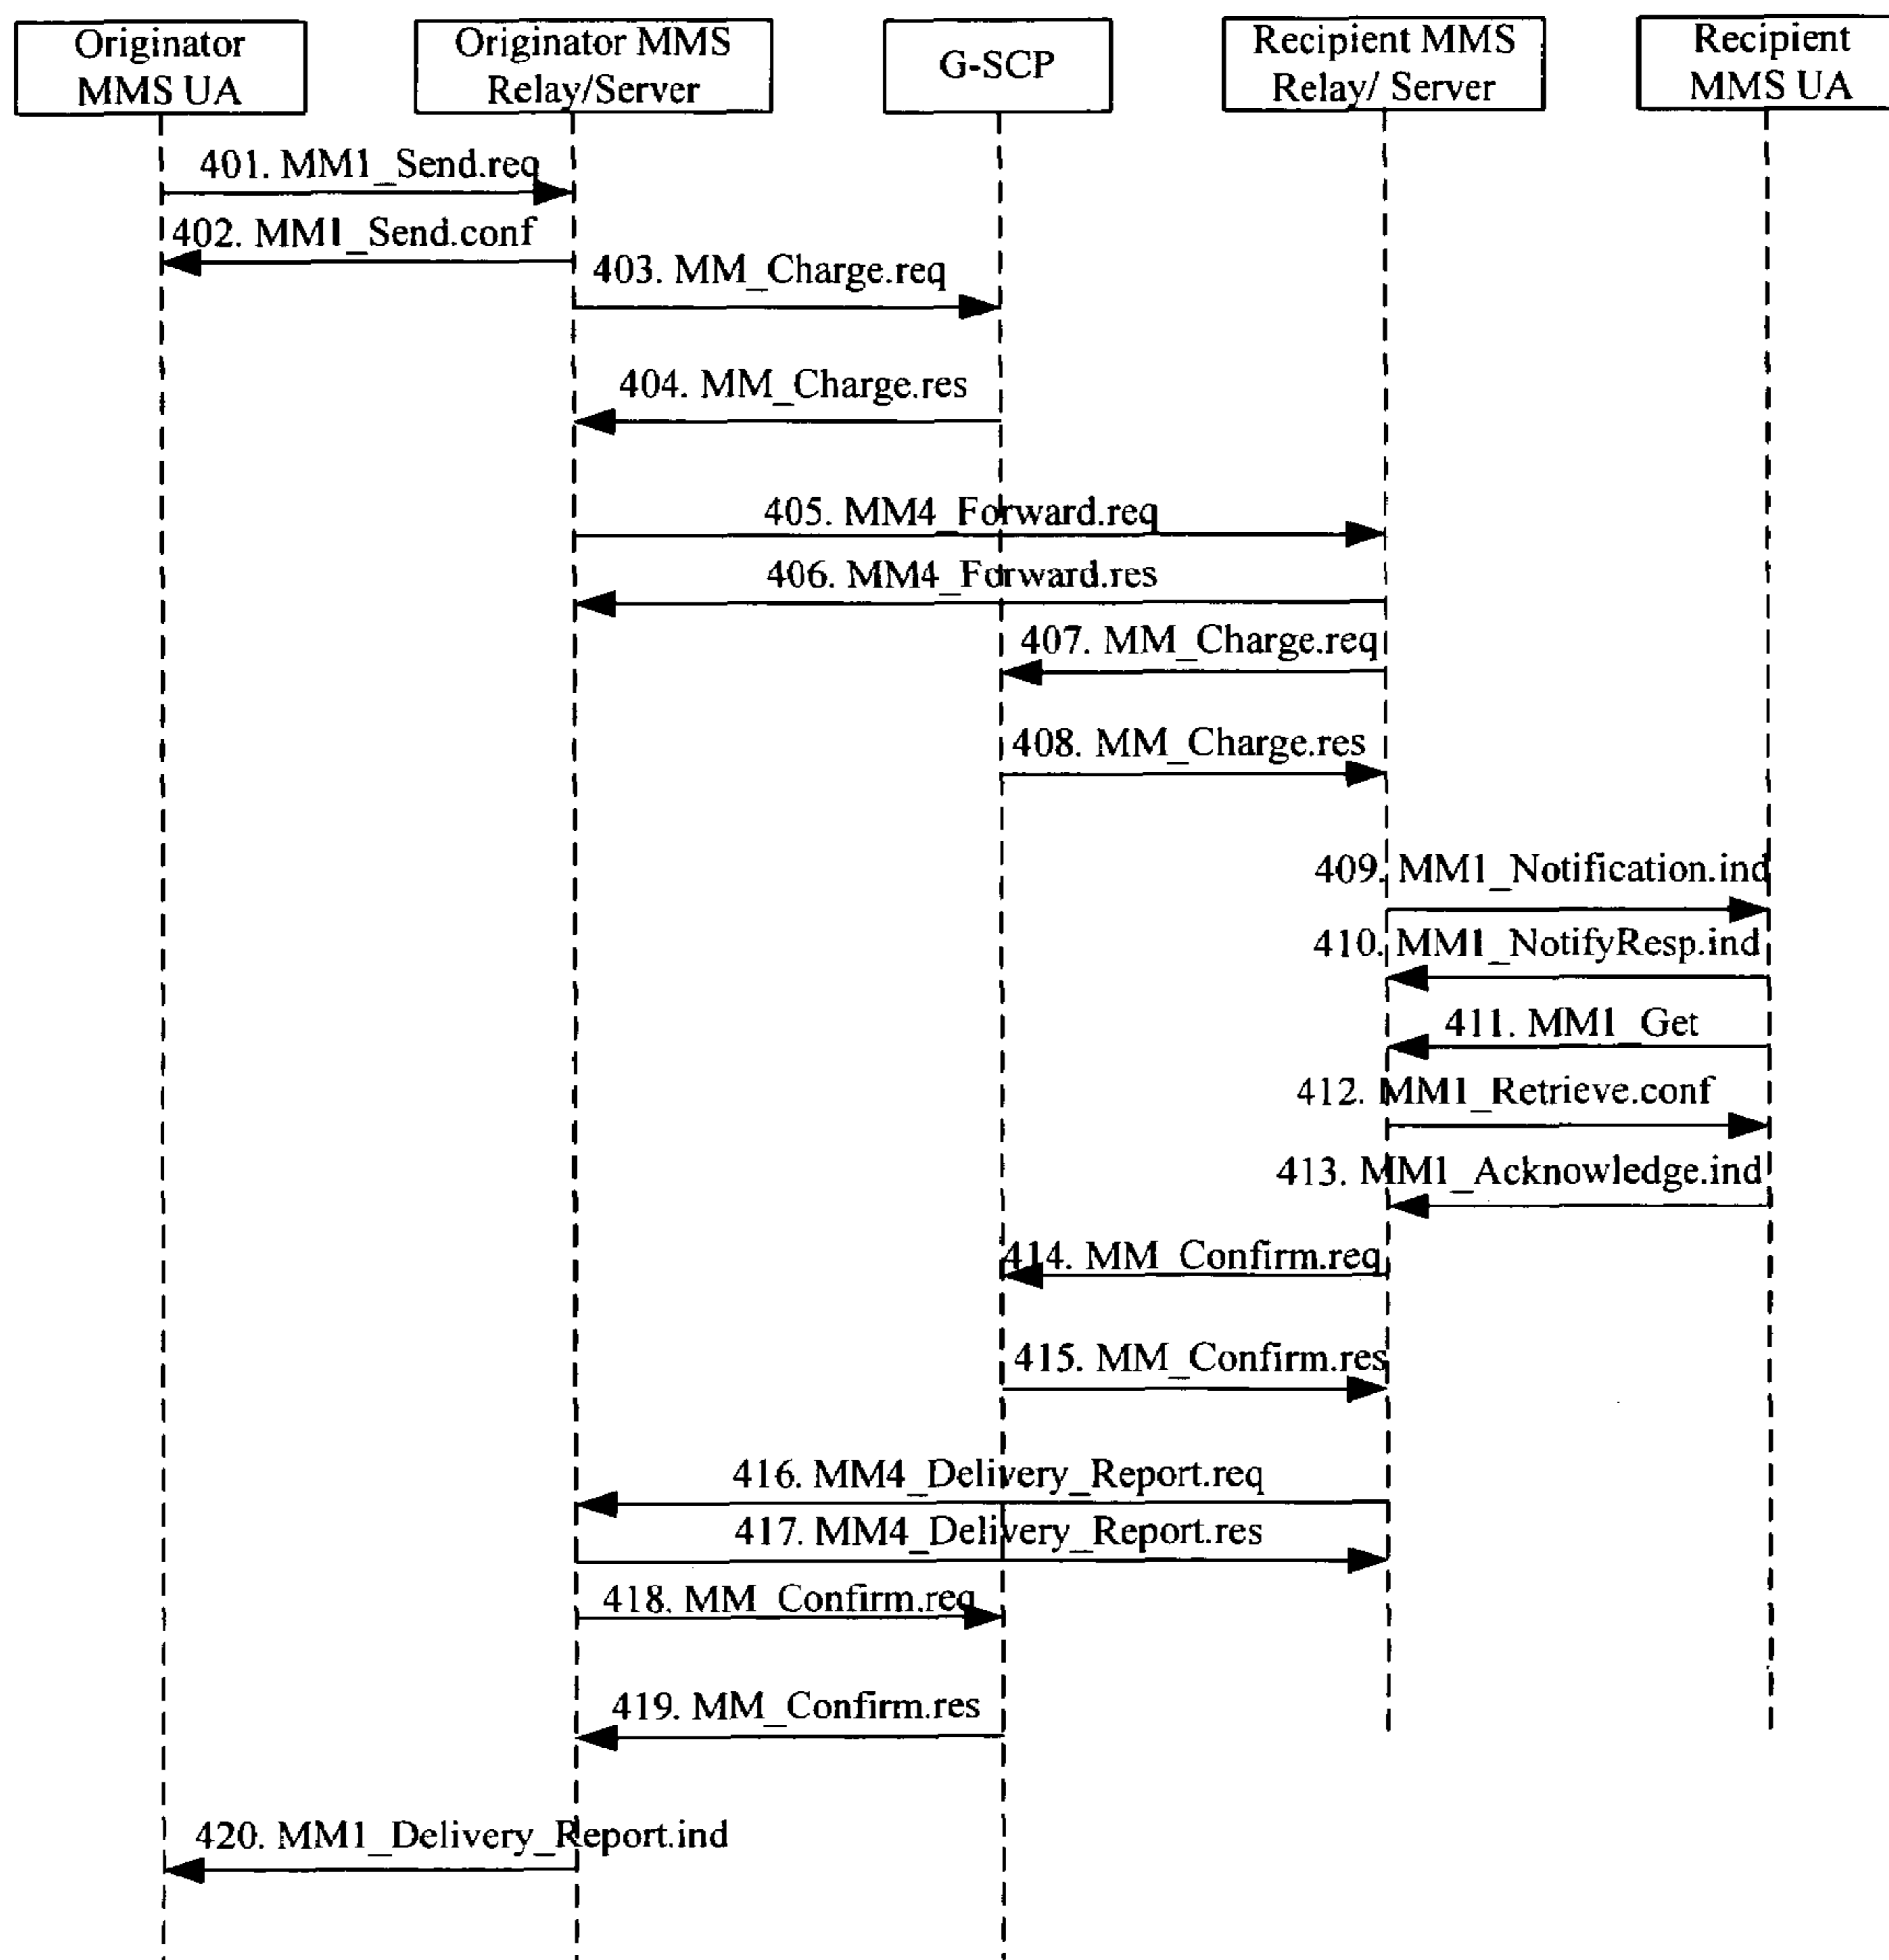 Originator
MMS UA
Originator MMS
Relay/Server
G-SCP
Recipient MMS
Relay/ Server
Recipient
MMS UA
401. MM1_Send.req
402. MM1_Send.conf
403. MM_Charge.req
404. MM_Charge.res
405. MM4_Forward.req
406. MM4_Forward.res
407. MM_Charge.req
408. MM_Charge.res
409. MM1_Notification.ind
410. MM1_NotifyResp.ind
411. MM1_Get
412. MM1_Retrieve.conf
413. MM1_Acknowledge.ind
414. MM_Confirm.req
415. MM_Confirm.res
416. MM4_Delivery_Report.req
417. MM4_Delivery_Report.res
418. MM_Confirm.req
419. MM_Confirm.res
420. MM1_Delivery_Report.ind